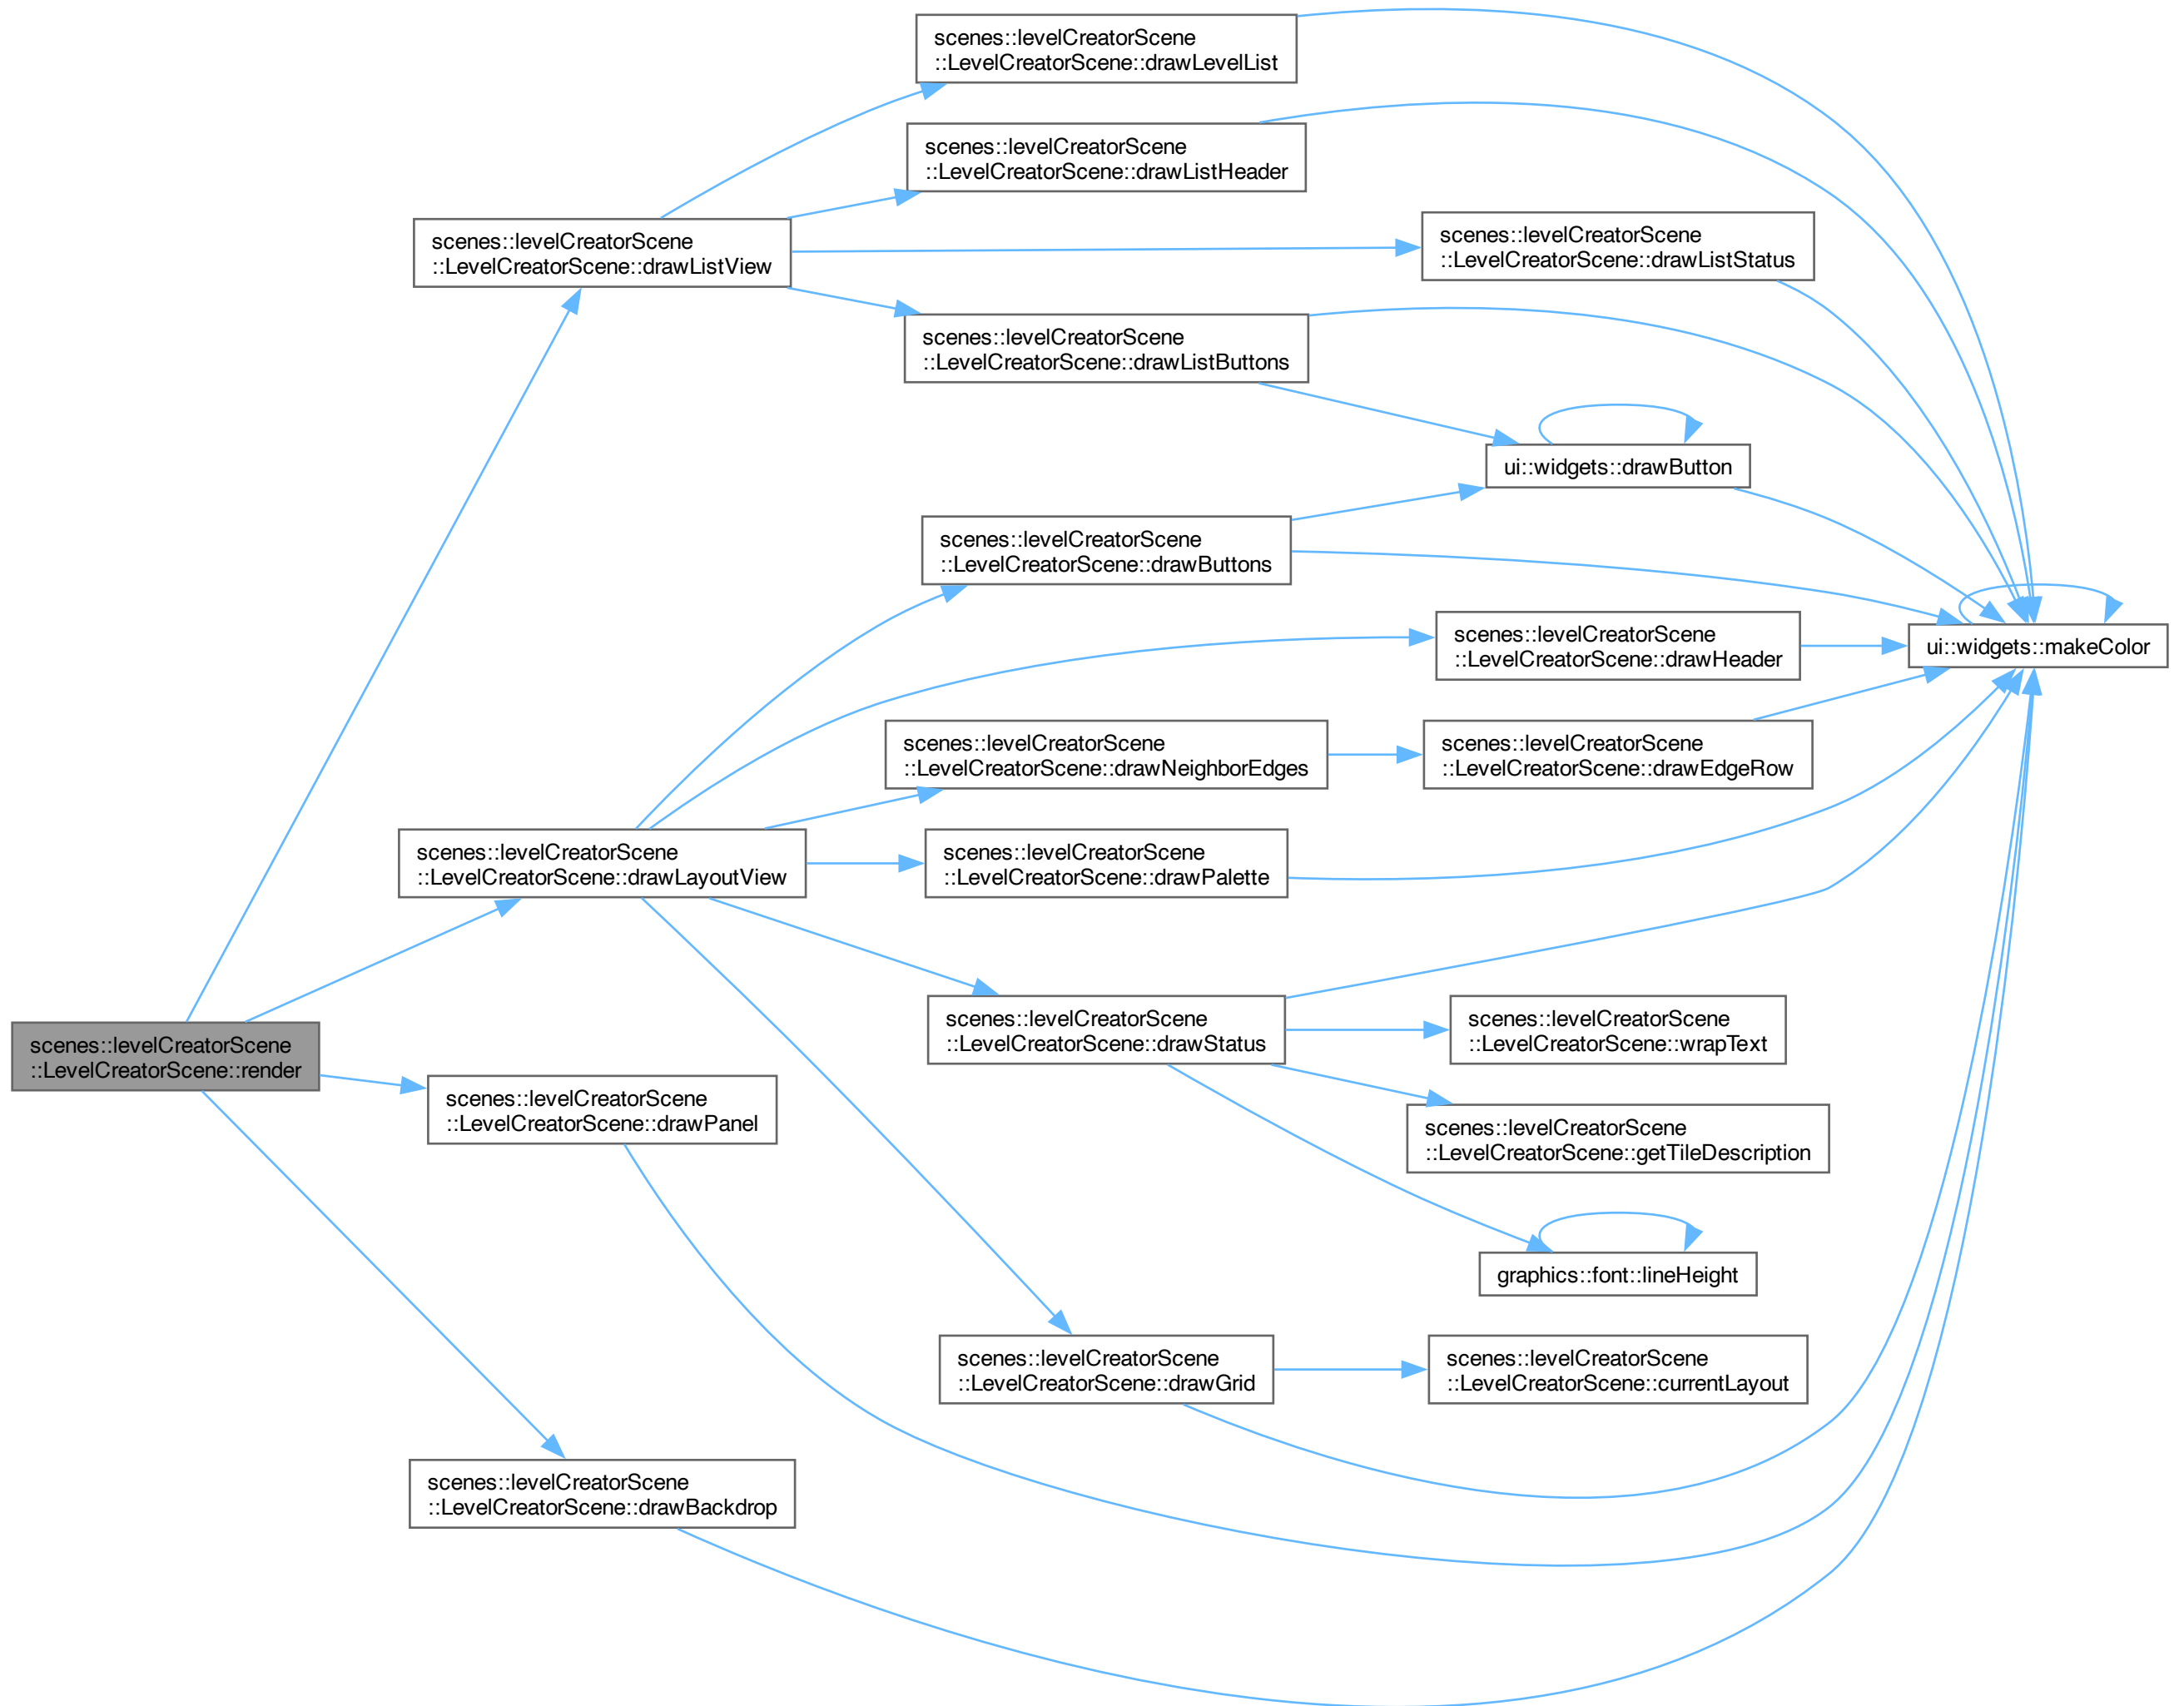 scenes::levelCreatorScene
::LevelCreatorScene::drawLevelList
scenes::levelCreatorScene
::LevelCreatorScene::drawListHeader
scenes::levelCreatorScene
::LevelCreatorScene::drawListView
scenes::levelCreatorScene
::LevelCreatorScene::drawListStatus
scenes::levelCreatorScene
::LevelCreatorScene::drawListButtons
ui::widgets::drawButton
scenes::levelCreatorScene
::LevelCreatorScene::drawButtons
scenes::levelCreatorScene
::LevelCreatorScene::drawHeader
ui::widgets::makeColor
scenes::levelCreatorScene
::LevelCreatorScene::drawNeighborEdges
scenes::levelCreatorScene
::LevelCreatorScene::drawEdgeRow
scenes::levelCreatorScene
::LevelCreatorScene::drawLayoutView
scenes::levelCreatorScene
::LevelCreatorScene::drawPalette
scenes::levelCreatorScene
::LevelCreatorScene::render
scenes::levelCreatorScene
::LevelCreatorScene::drawStatus
scenes::levelCreatorScene
::LevelCreatorScene::wrapText
scenes::levelCreatorScene
::LevelCreatorScene::drawPanel
scenes::levelCreatorScene
::LevelCreatorScene::getTileDescription
graphics::font::lineHeight
scenes::levelCreatorScene
::LevelCreatorScene::drawGrid
scenes::levelCreatorScene
::LevelCreatorScene::currentLayout
scenes::levelCreatorScene
::LevelCreatorScene::drawBackdrop